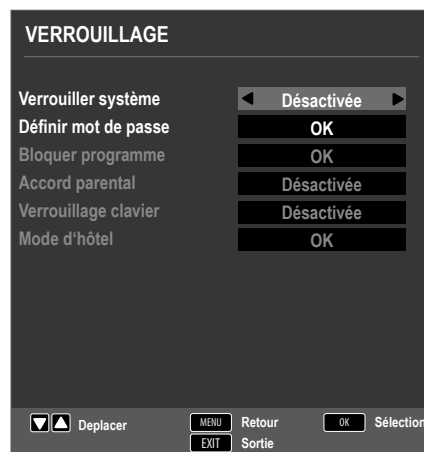 VERROUILLAGE
Verrouiller système Désactivée
Définir mot de passe OK
Bloquer programme OK
Accord parental Désactivée
Verrouillage clavier Désactivée
Mode d‘hôtel OK
Deplacer MENU Retour OK Sélection
EXIT Sortie